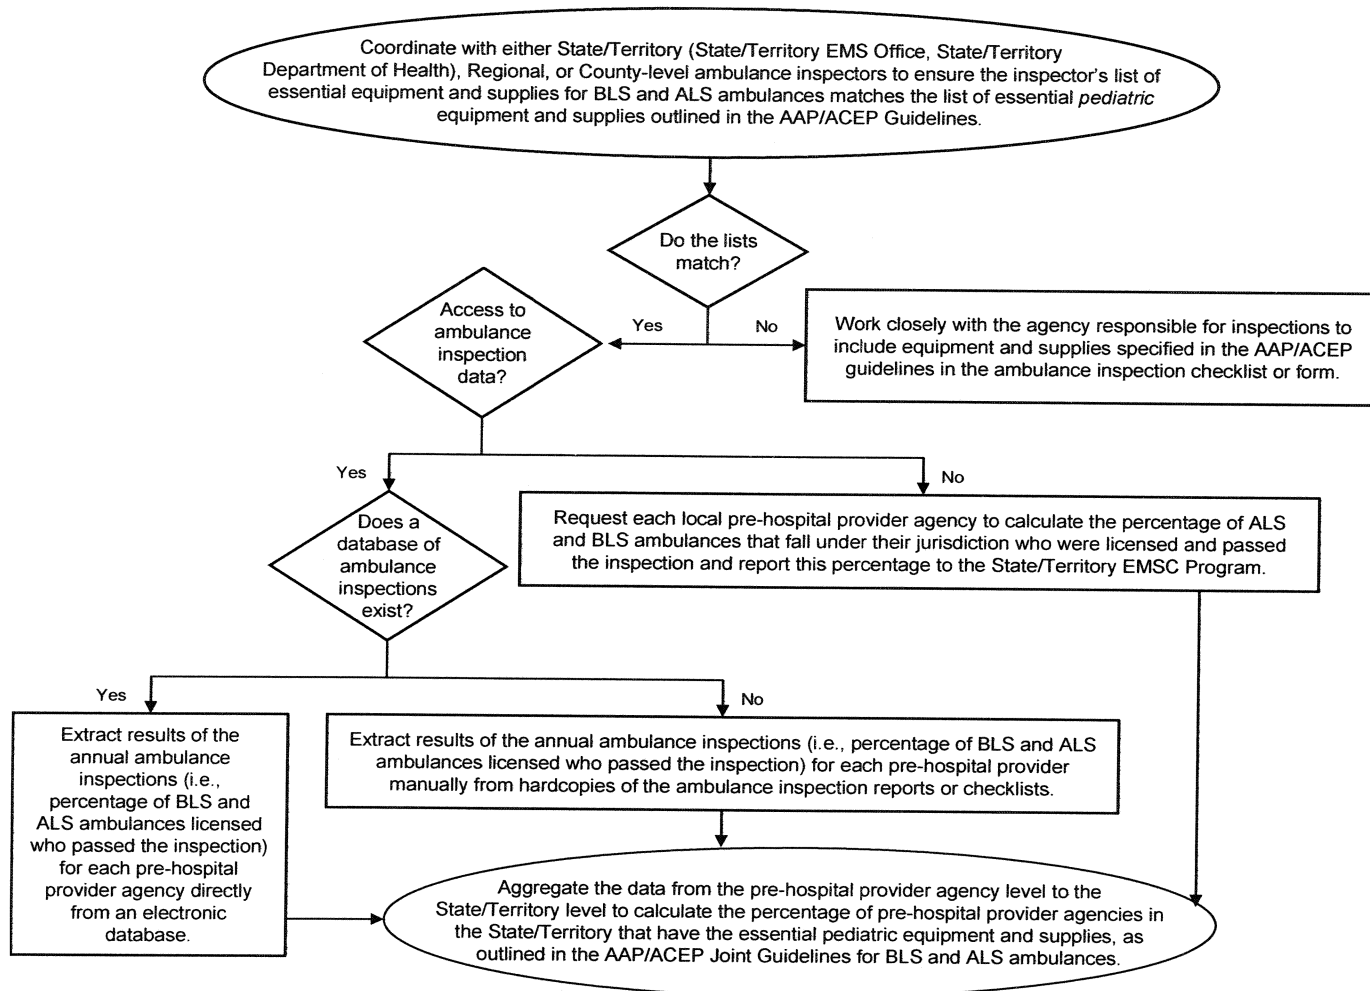 Coordinate with either State/Territory (State/Territory EMS Office, State/Territory
Department of Health), Regional, or County-level ambulance inspectors to ensure the inspector's list of
essential equipment and supplies for BLS and ALS ambulances matches the list of essential pediatric
equipment and supplies outlined in the AAP/ACEP Guidelines.
Do the lists
match?
Access to
ambulance
inspection
data?
Yes
No
Work closely with the agency responsible for inspections to
include equipment and supplies specified in the AAP/ACEP
guidelines in the ambulance inspection checklist or form.
Yes
No
Does a
database of
ambulance
inspections
exist?
Request each local pre-hospital provider agency to calculate the percentage of ALS
and BLS ambulances that fall under their jurisdiction who were licensed and passed
the inspection and report this percentage to the State/Territory EMSC Program.
Yes
No
Extract results of the
annual ambulance
inspections (i.e.,
percentage of BLS and
ALS ambulances licensed
who passed the inspection)
for each pre-hospital
provider agency directly
from an electronic
database.
Extract results of the annual ambulance inspections (i.e., percentage of BLS and ALS
ambulances licensed who passed the inspection) for each pre-hospital provider
manually from hardcopies of the ambulance inspection reports or checklists.
Aggregate the data from the pre-hospital provider agency level to the
State/Territory level to calculate the percentage of pre-hospital provider agencies in
the State/Territory that have the essential pediatric equipment and supplies, as
outlined in the AAP/ACEP Joint Guidelines for BLS and ALS ambulances.